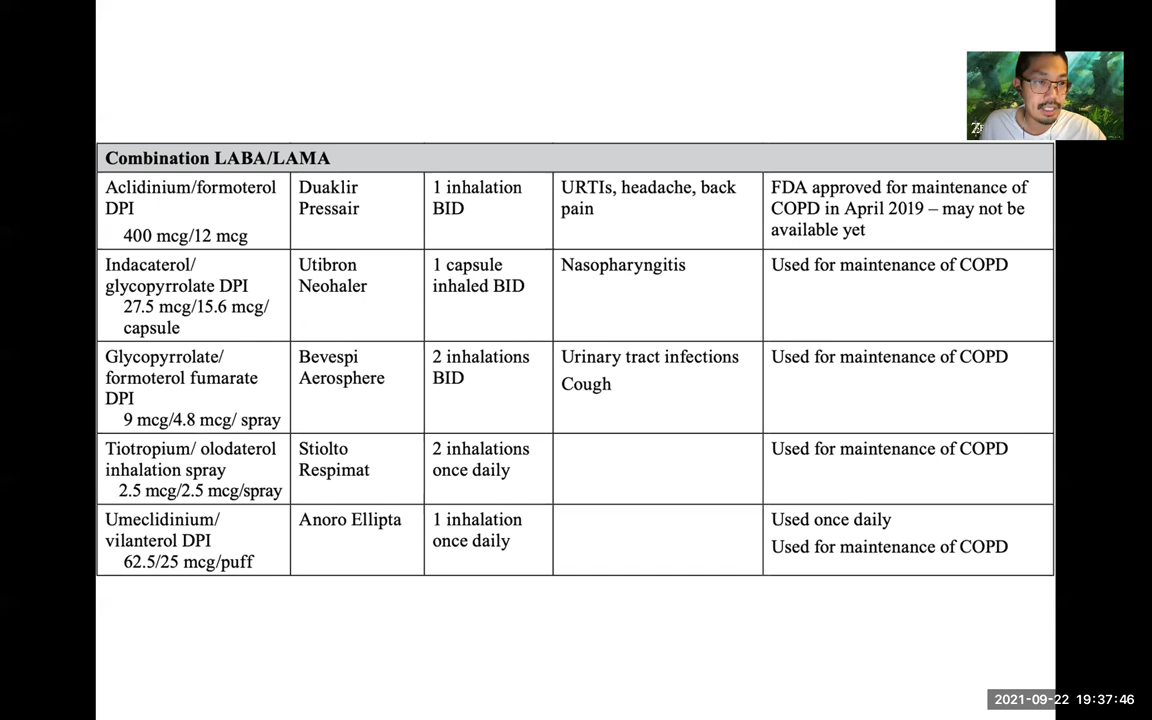 Combination LABA/LAMA
Aclidinium/formoterol
DPI
400 mcg/12 mcg
Duaklir
Pressair
1 inhalation
BID
URTIs, headache, back
pain
FDA approved for maintenance of
COPD in April 2019 – may not be
available yet
Indacaterol/
glycopyrrolate DPI
27.5 mcg/15.6 mcg/
capsule
Utibron
Neohaler
1 capsule
inhaled BID
Nasopharyngitis
Used for maintenance of COPD
Glycopyrrolate/
formoterol fumarate
DPI
9 mcg/4.8 mcg/ spray
Bevespi
Aerosphere
2 inhalations
BID
Urinary tract infections
Cough
Used for maintenance of COPD
Tiotropium/ olodaterol
inhalation spray
2.5 mcg/2.5 mcg/spray
Stiolto
Respimat
2 inhalations
once daily
Used for maintenance of COPD
Umeclidinium/
vilanterol DPI
62.5/25 mcg/puff
Anoro Ellipta
1 inhalation
once daily
Used once daily
Used for maintenance of COPD
2021-09-22 19:37:46